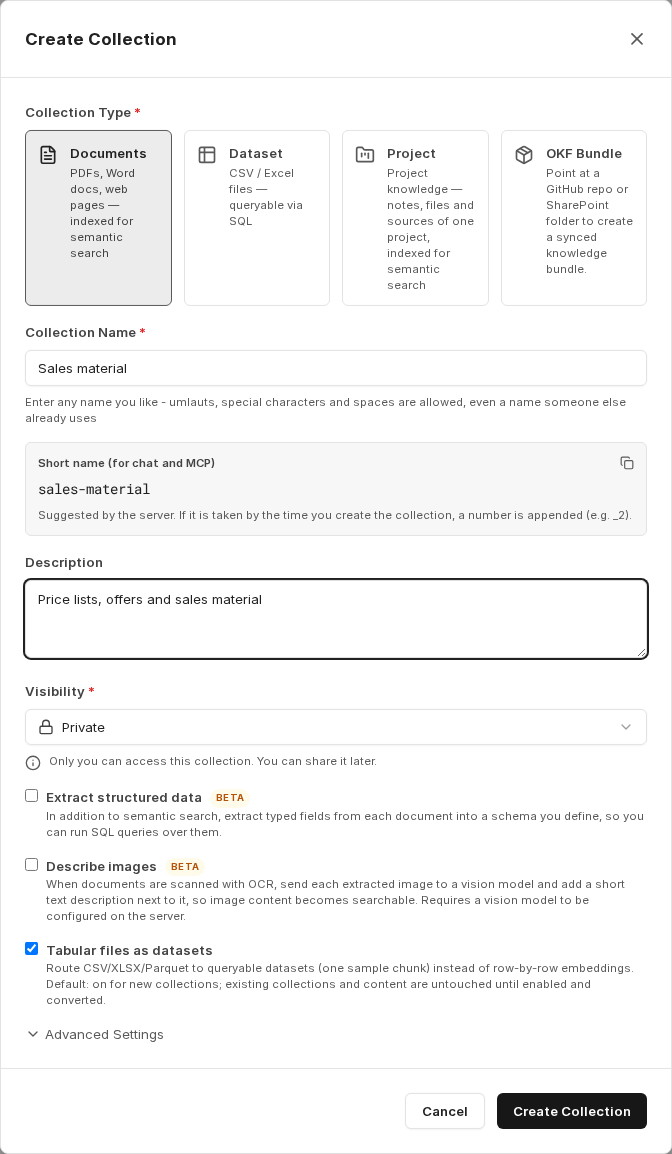 Create Collection
Collection Type *
Documents
PDFs, Word
docs, web
pages —
indexed for
semantic
search
Dataset
CSV / Excel
files —
queryable via
SQL
Project
Project
knowledge —
notes, files and
sources of one
project,
indexed for
semantic
search
OKF Bundle
Point at a
GitHub repo or
SharePoint
folder to create
a synced
knowledge
bundle.
Collection Name *
Sales material
Enter any name you like - umlauts, special characters and spaces are allowed, even a name someone else
already uses
Short name (for chat and MCP)
sales-material
Suggested by the server. If it is taken by the time you create the collection, a number is appended (e.g. _2).
Description
Price lists, offers and sales material
Visibility *
Private
Only you can access this collection. You can share it later.
Extract structured data BETA
In addition to semantic search, extract typed fields from each document into a schema you define, so you
can run SQL queries over them.
Describe images BETA
When documents are scanned with OCR, send each extracted image to a vision model and add a short
text description next to it, so image content becomes searchable. Requires a vision model to be
configured on the server.
Tabular files as datasets
Route CSV/XLSX/Parquet to queryable datasets (one sample chunk) instead of row-by-row embeddings.
Default: on for new collections; existing collections and content are untouched until enabled and
converted.
Advanced Settings
Cancel
Create Collection